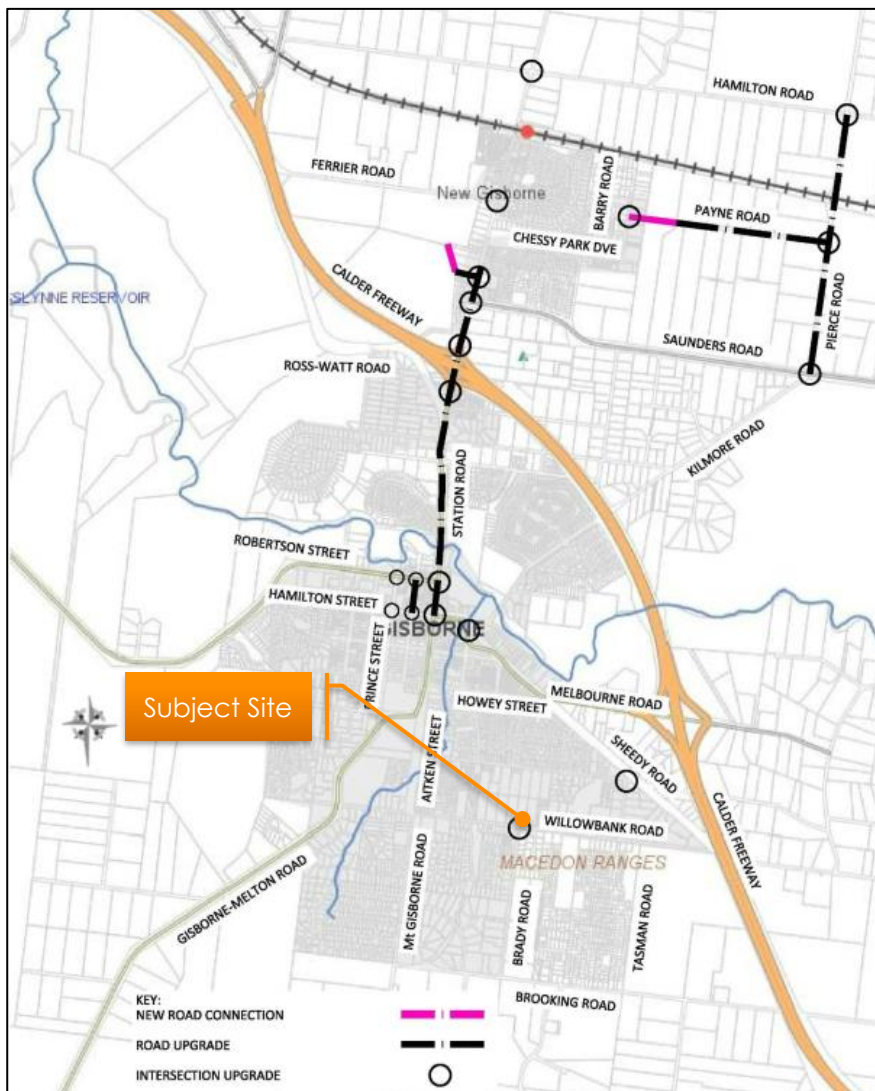 HAMILTON ROAD
FERRIER ROAD
BARRY ROAD
New Gisborne
PAYNE ROAD
CHESSY PARK DVE
CALDER FREEWAY
SLYNNE RESERVOIR
PIERCE ROAD
SAUNDERS ROAD
ROSS-WATT ROAD
KILMORE ROAD
STATION ROAD
ROBERTSON STREET
HAMILTON STREET
GISBORNE
PRINCE STREET
MELBOURNE ROAD
HOWEY STREET
Subject Site
AITKEN STREET
SHEEDY ROAD
CALDER FREEWAY
WILLOWBANK ROAD
MACEDON RANGES
GISBORNE-MELTON ROAD
Mt GISBORNE ROAD
BRADY ROAD
TASMAN ROAD
BROOKING ROAD
KEY:
NEW ROAD CONNECTION
ROAD UPGRADE
INTERSECTION UPGRADE